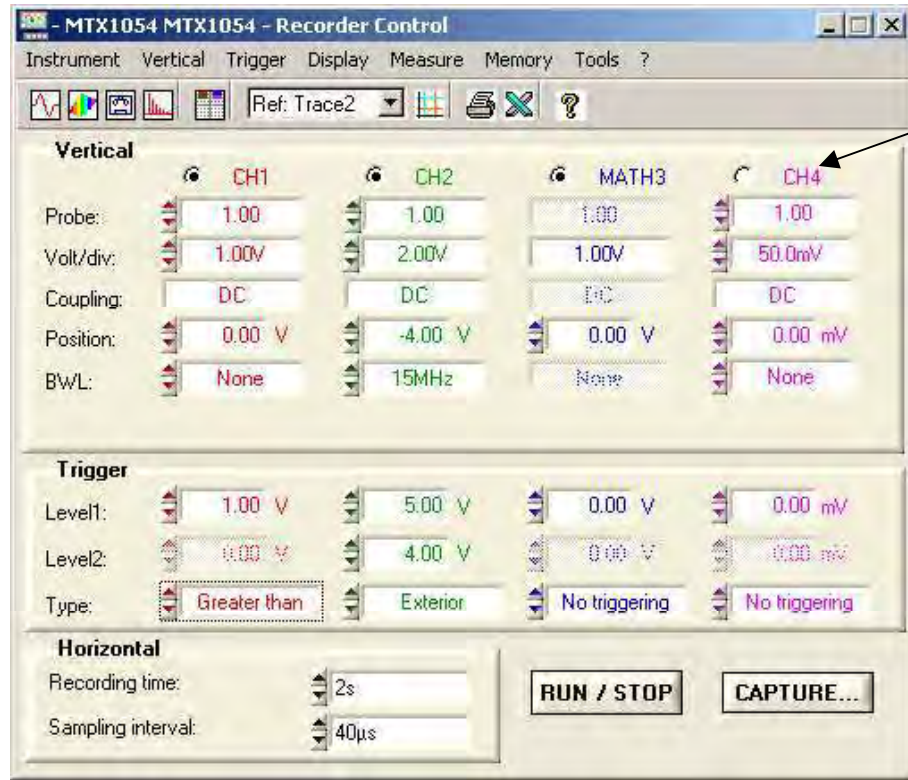 - MTX1054 MTX1054 - Recorder Control
Instrument Vertical Trigger Display Measure Memory Tools ?
Ref: Trace2
Vertical
CH1 CH2 MATH3 CH4
Probe: 1.00 1.00 1.00 1.00
Volt/div: 1.00V 2.00V 1.00V 50.0mV
Coupling: DC DC DC DC
Position: 0.00 V -4.00 V 0.00 V 0.00 mV
BWL: None 15MHz None None
Trigger
Level1: 1.00 V 5.00 V 0.00 V 0.00 mV
Level2: 0.00 V 4.00 V 0.00 V 0.00 mV
Type: Greater than Exterior No triggering No triggering
Horizontal
Recording time: 2s
Sampling interval: 40µs
RUN / STOP CAPTURE...